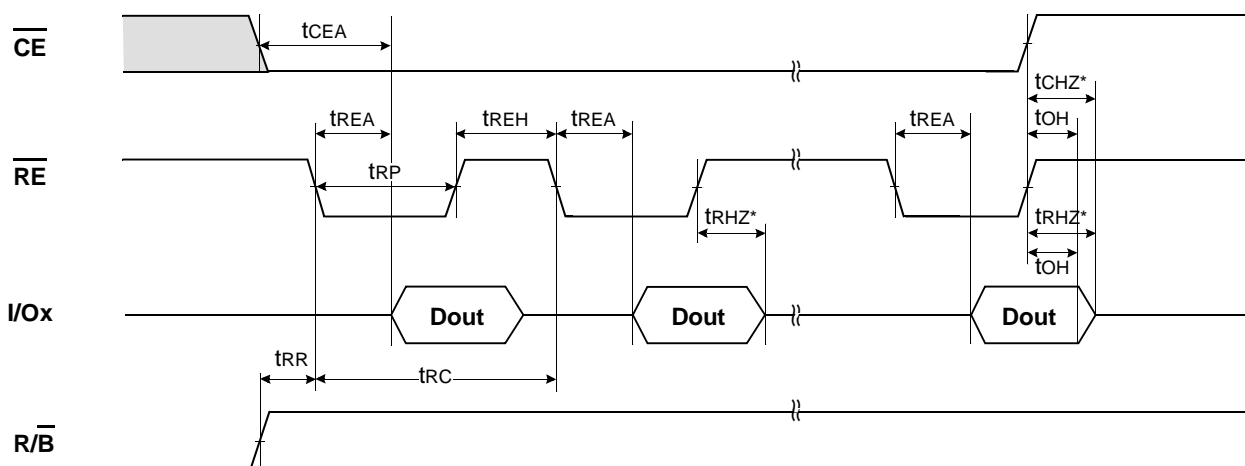 CE
tCEA
tCHZ*
tREA
tREH
tREA
tREA
tOH
RE
tRP
tRHZ*
tRHZ*
tOH
I/Ox
Dout
Dout
Dout
tRR
tRC
R/B